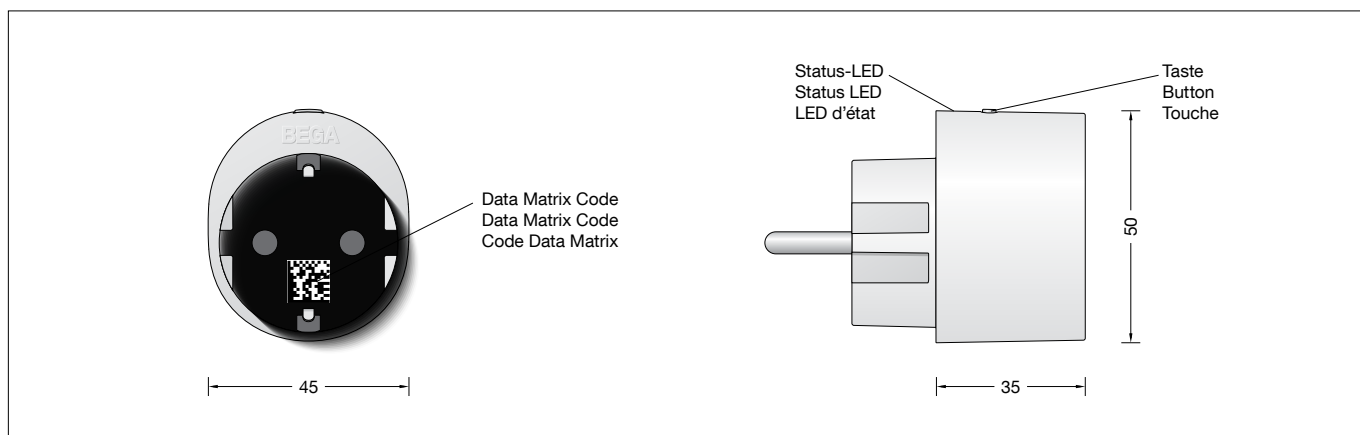 BEGA
Data Matrix Code
Data Matrix Code
Code Data Matrix
45
Status-LED
Status LED
LED d’état
Taste
Button
Touche
50
35